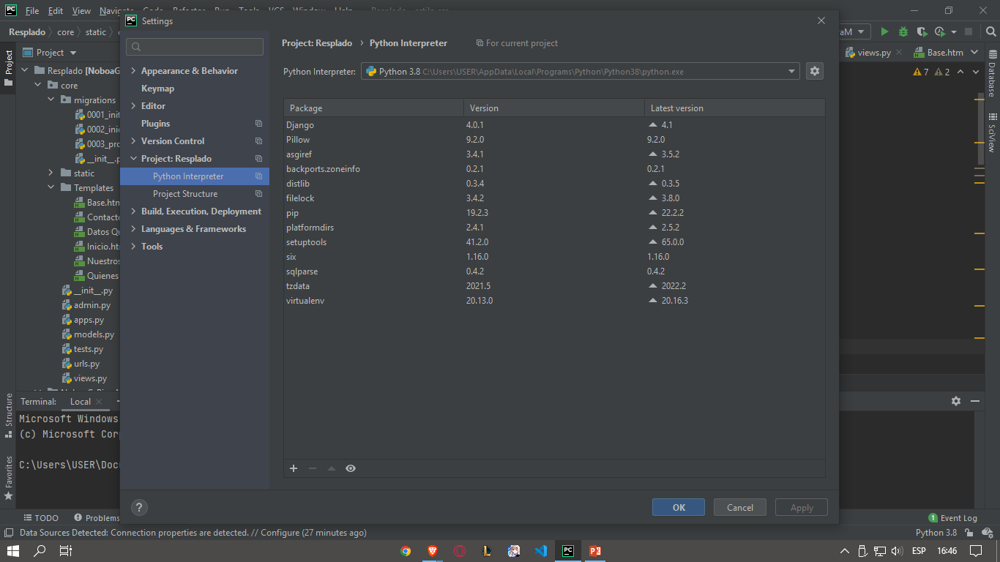 PC File Edit View Navigate Code Refactor Run Tools VCS Window Help
PC Settings
Resplado core static
Project: Resplado › Python Interpreter For current project
Project
Python Interpreter: Python 3.8 C:\Users\USER\AppData\Local\Programs\Python\Python38\python.exe
views.py Base.htm
7 2
Project
Database
SciView
Structure
Favorites
Resplado [NoboaG
core
migrations
0001_init
0002_inic
0003_pro
__init__.p
static
Templates
Base.htm
Contacto
Datos Qu
Inicio.htm
Nuestros
Quienes
__init__.py
admin.py
apps.py
models.py
tests.py
urls.py
views.py
Appearance & Behavior
Keymap
Editor
Plugins
Version Control
Project: Resplado
Python Interpreter
Project Structure
Build, Execution, Deployment
Languages & Frameworks
Tools
Package Version Latest version
Django 4.0.1 4.1
Pillow 9.2.0 9.2.0
asgiref 3.4.1 3.5.2
backports.zoneinfo 0.2.1 0.2.1
distlib 0.3.4 0.3.5
filelock 3.4.2 3.8.0
pip 19.2.3 22.2.2
platformdirs 2.4.1 2.5.2
setuptools 41.2.0 65.0.0
six 1.16.0 1.16.0
sqlparse 0.4.2 0.4.2
tzdata 2021.5 2022.2
virtualenv 20.13.0 20.16.3
Terminal: Local
Microsoft Windows
(c) Microsoft Corp
C:\Users\USER\Docu
? OK Cancel Apply
TODO Problems 1 Event Log
Data Sources Detected: Connection properties are detected. // Configure (27 minutes ago) Python 3.8
PC P3 ESP 16:46